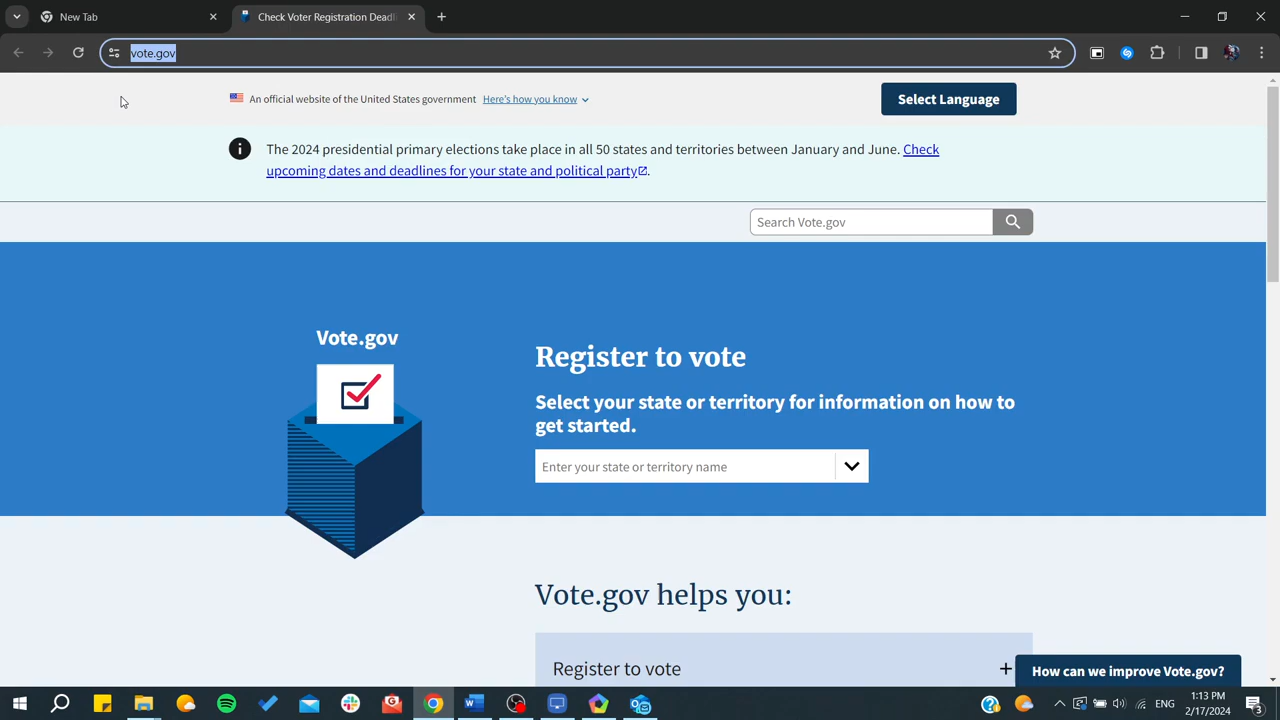 New Tab
Check Voter Registration Deadli
vote.gov
An official website of the United States government Here's how you know
Select Language
The 2024 presidential primary elections take place in all 50 states and territories between January and June. Check
upcoming dates and deadlines for your state and political party.
Search Vote.gov
Vote.gov
Register to vote
Select your state or territory for information on how to
get started.
Enter your state or territory name
Vote.gov helps you:
Register to vote
How can we improve Vote.gov?
ENG
1:13 PM
2/17/2024
3